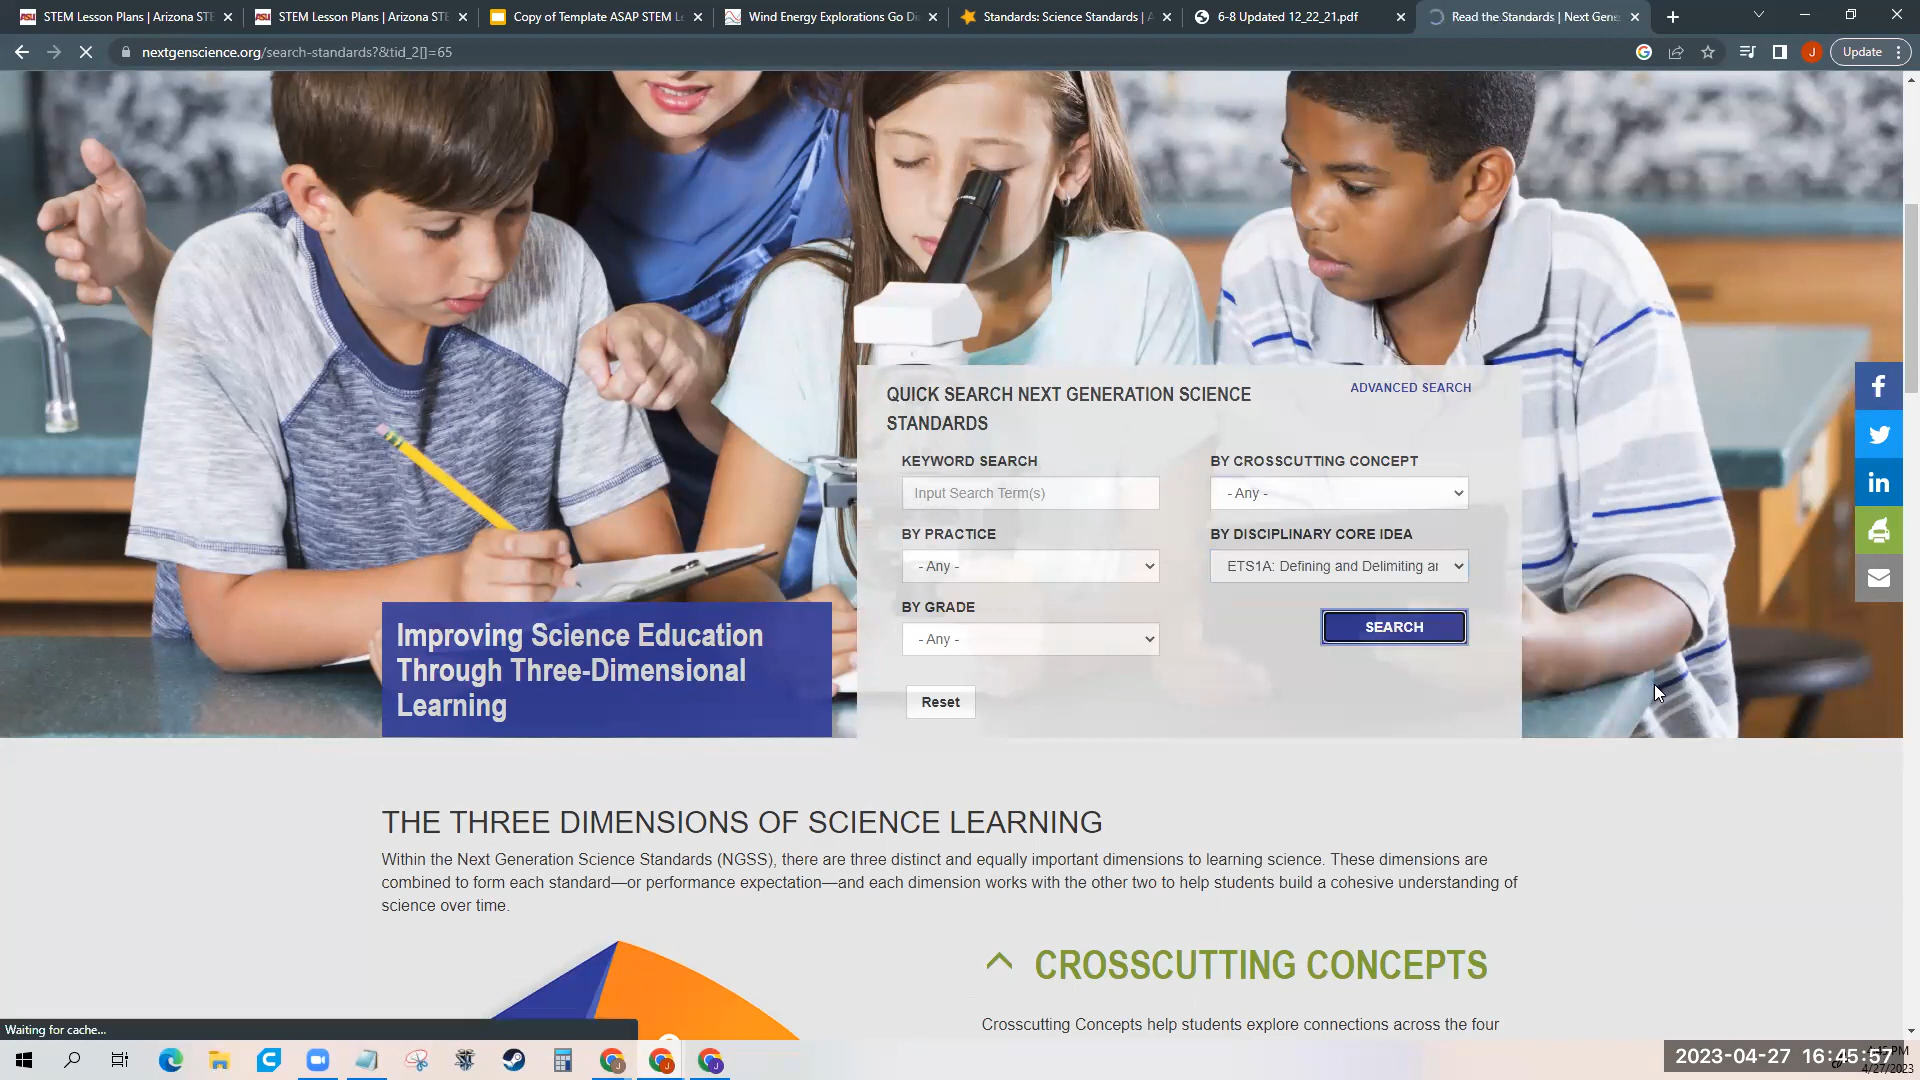 STEM Lesson Plans | Arizona STE
STEM Lesson Plans | Arizona STE
Copy of Template ASAP STEM L
Wind Energy Explorations Go Di
Standards: Science Standards | A
6-8 Updated 12_22_21.pdf
Read the Standards | Next Gene
nextgenscience.org/search-standards?&tid_2[]=65
J
Update
QUICK SEARCH NEXT GENERATION SCIENCE
STANDARDS
ADVANCED SEARCH
KEYWORD SEARCH
BY CROSSCUTTING CONCEPT
Input Search Term(s)
- Any -
BY PRACTICE
BY DISCIPLINARY CORE IDEA
- Any -
ETS1A: Defining and Delimiting ar
BY GRADE
- Any -
SEARCH
Reset
Improving Science Education
Through Three-Dimensional
Learning
THE THREE DIMENSIONS OF SCIENCE LEARNING
Within the Next Generation Science Standards (NGSS), there are three distinct and equally important dimensions to learning science. These dimensions are
combined to form each standard—or performance expectation—and each dimension works with the other two to help students build a cohesive understanding of
science over time.
CROSSCUTTING CONCEPTS
Crosscutting Concepts help students explore connections across the four
Waiting for cache...
2023-04-27 16:45:57
4/27/2023